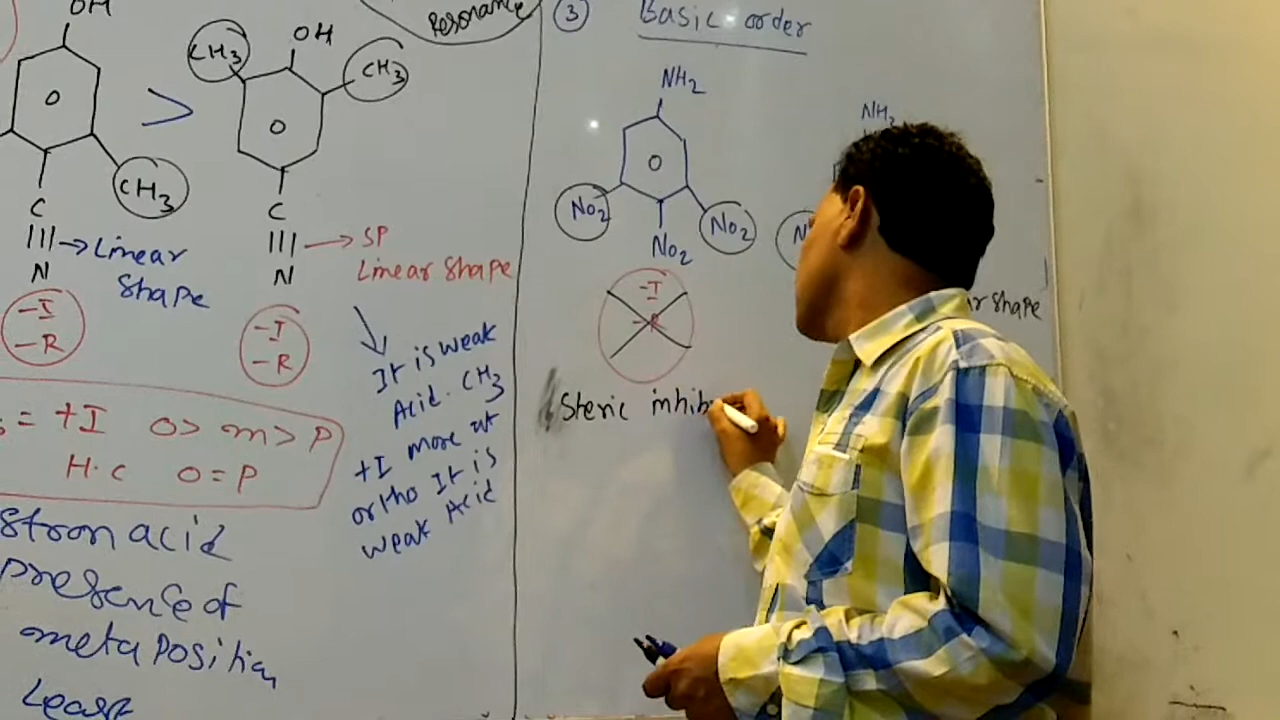 OH
CH3
C
N
Linear
Shape
-I
-R
>
OH
CH3
CH3
C
N
SP
Linear Shape
-I
-R
Resonance
It is weak
Acid. CH3
+I more at
ortho It is
weak Acid
= +I O> m> P
H.C O=P
Stron acid
presence of
meta Position
Least
3 Basic order
NH2
NO2
NO2
NO2
-I
-R
Steric inhib
NH2
N
ar shape